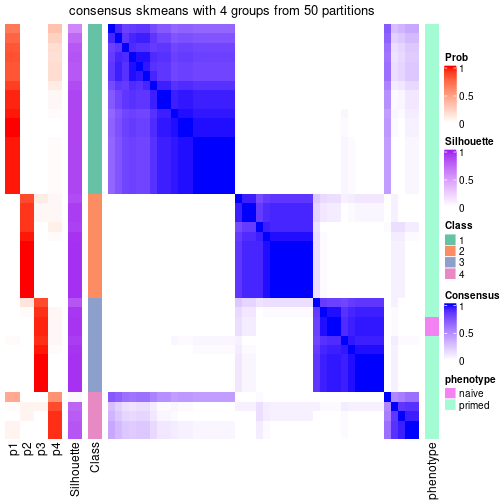 consensus skmeans with 4 groups from 50 partitions
Prob
1
0.5
0
Silhouette
1
0.5
0
Class
1
2
3
4
Consensus
1
0.5
0
phenotype
naive
primed
p1
p2
p3
p4
Silhouette
Class
phenotype